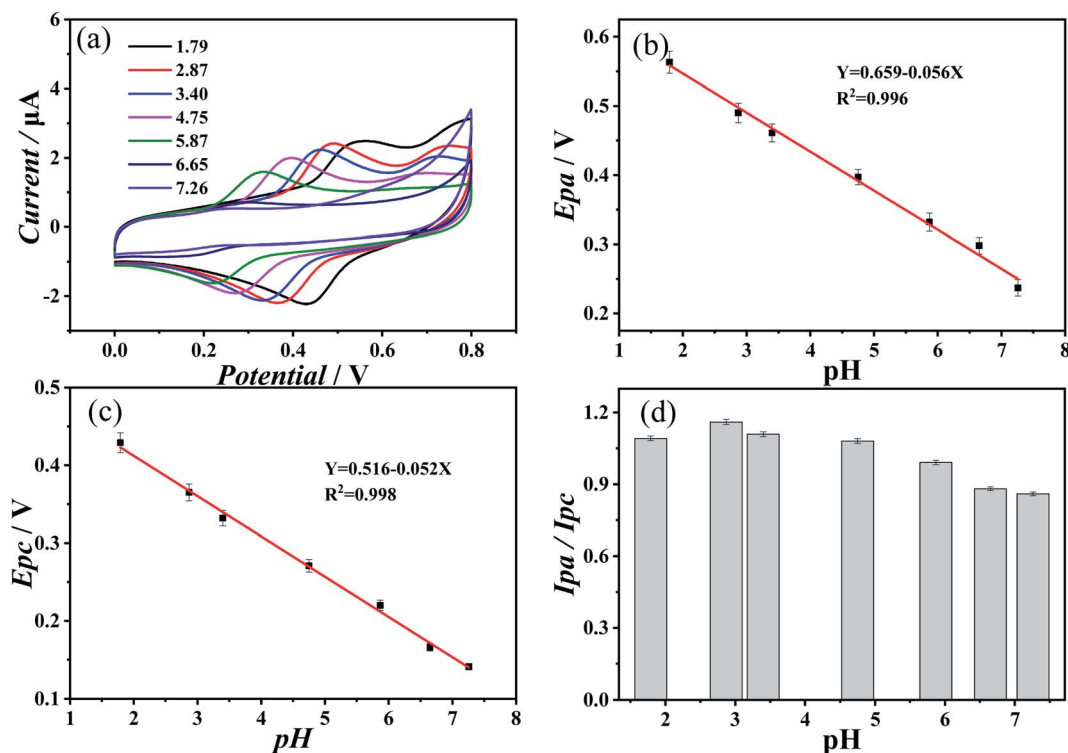 (a)
1.79
2.87
3.40
4.75
5.87
6.65
7.26
Current / μA
6
4
2
0
-2
0.0 0.2 0.4 0.6 0.8
Potential / V
(b)
Y=0.659-0.056X
R²=0.996
Epa / V
0.6
0.5
0.4
0.3
0.2
1 2 3 4 5 6 7 8
pH
(c)
Y=0.516-0.052X
R²=0.998
Epc / V
0.5
0.4
0.3
0.2
0.1
1 2 3 4 5 6 7 8
pH
(d)
Ipa / Ipc
1.2
0.9
0.6
0.3
0.0
2 3 4 5 6 7
pH